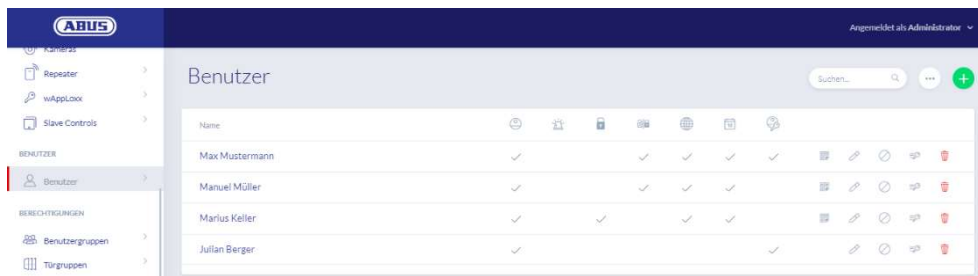 ABUS
Angemeldet als Administrator
Kameras
Repeater
wAppLoxx
Slave Controls
BENUTZER
Benutzer
BERECHTIGUNGEN
Benutzergruppen
Türgruppen
Benutzer
Suchen...
Name
Max Mustermann
Manuel Müller
Marius Keller
Julian Berger